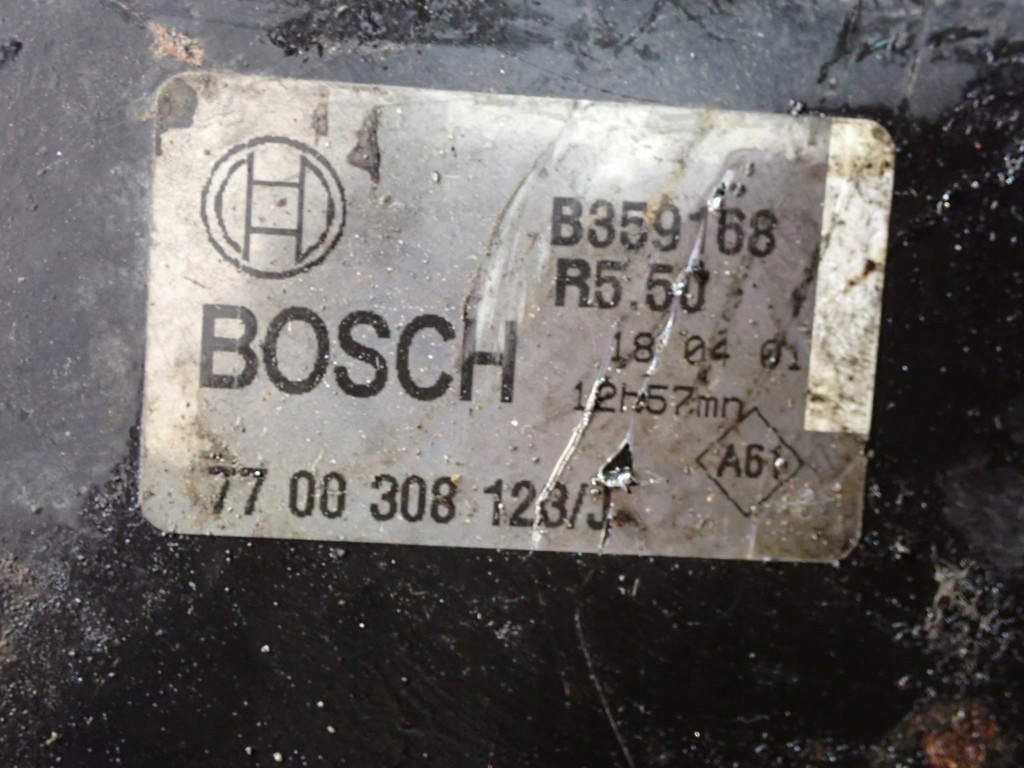 B359168
R5.50
BOSCH
18 04 01
12h57mn
A61
77 00 308 123/J